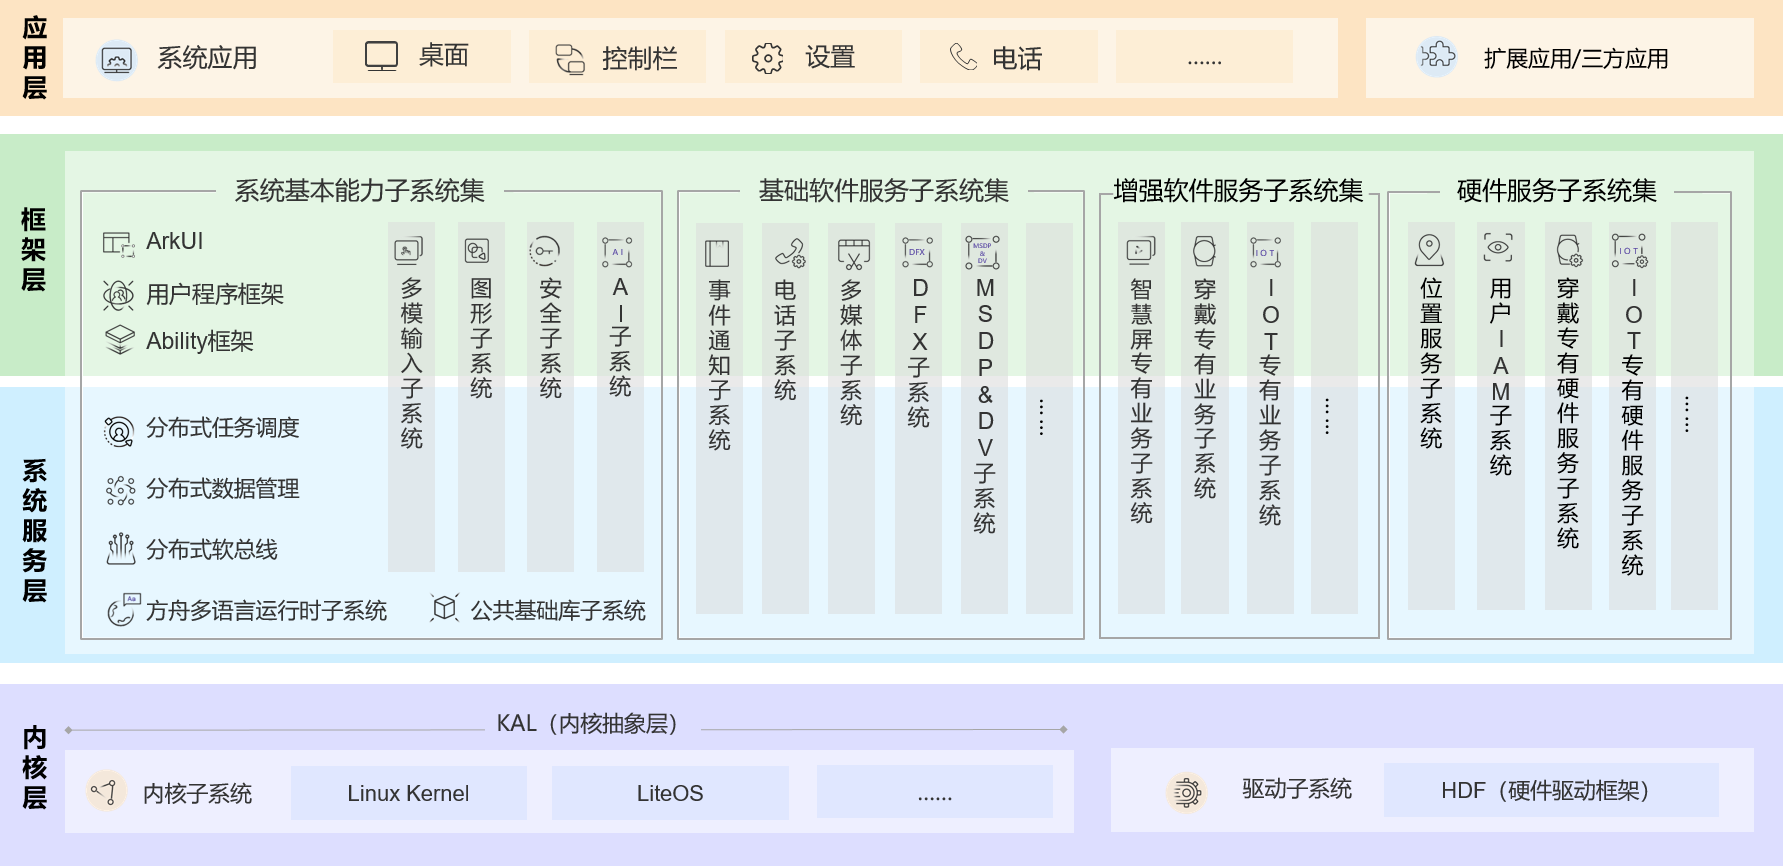 应用层
系统应用
桌面
控制栏
设置
电话
......
扩展应用/三方应用
框架层
系统服务层
系统基本能力子系统集
ArkUI
用户程序框架
Ability框架
分布式任务调度
分布式数据管理
分布式软总线
Aa
方舟多语言运行时子系统
公共基础库子系统
多模输入子系统
图形子系统
安全子系统
AI
AI子系统
基础软件服务子系统集
事件通知子系统
电话子系统
多媒体子系统
DFX
DFX子系统
MSDP
&
DV
MSDP&DV子系统
......
增强软件服务子系统集
智慧屏专有业务子系统
穿戴专有业务子系统
IOT
IOT专有业务子系统
......
硬件服务子系统集
位置服务子系统
用户IAM子系统
穿戴专有硬件服务子系统
IOT
IOT专有硬件服务子系统
......
内核层
KAL（内核抽象层）
内核子系统
Linux Kernel
LiteOS
......
驱动子系统
HDF（硬件驱动框架）